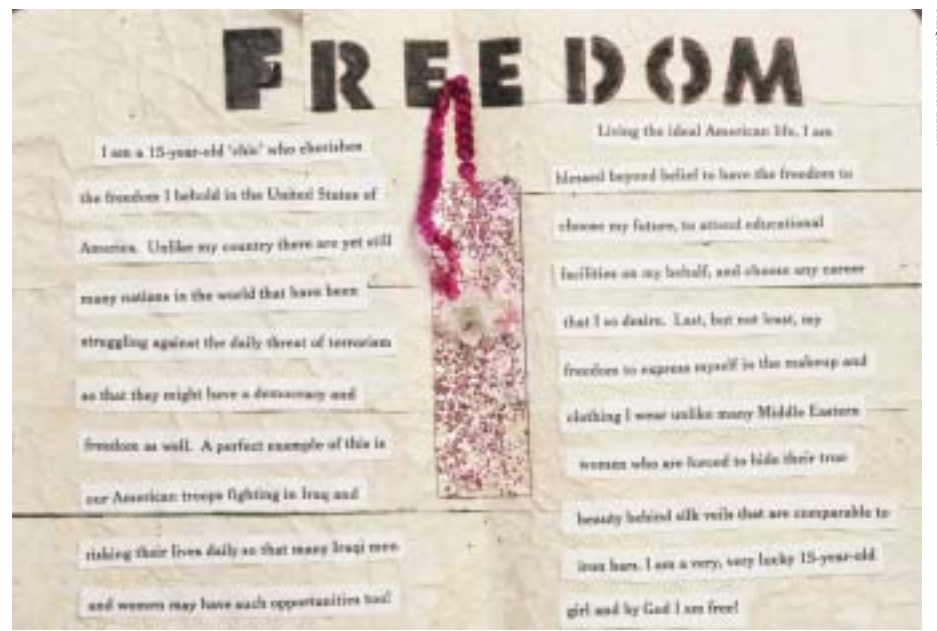 FREEDOM
I am a 15-year-old 'chic' who cherishes
the freedom I behold in the United States of
America. Unlike my country there are yet still
many nations in the world that have been
struggling against the daily threat of terrorism
so that they might have a democracy and
freedom as well. A perfect example of this is
our American troops fighting in Iraq and
risking their lives daily so that many Iraqi men
and women may have such opportunities too!
Living the ideal American life, I am
blessed beyond belief to have the freedom to
choose my future, to attend educational
facilities on my behalf, and choose any career
that I so desire. Last, but not least, my
freedom to express myself in the makeup and
clothing I wear unlike many Middle Eastern
women who are forced to hide their true
beauty behind silk veils that are comparable to
iron bars. I am a very, very lucky 15-year-old
girl and by God I am free!